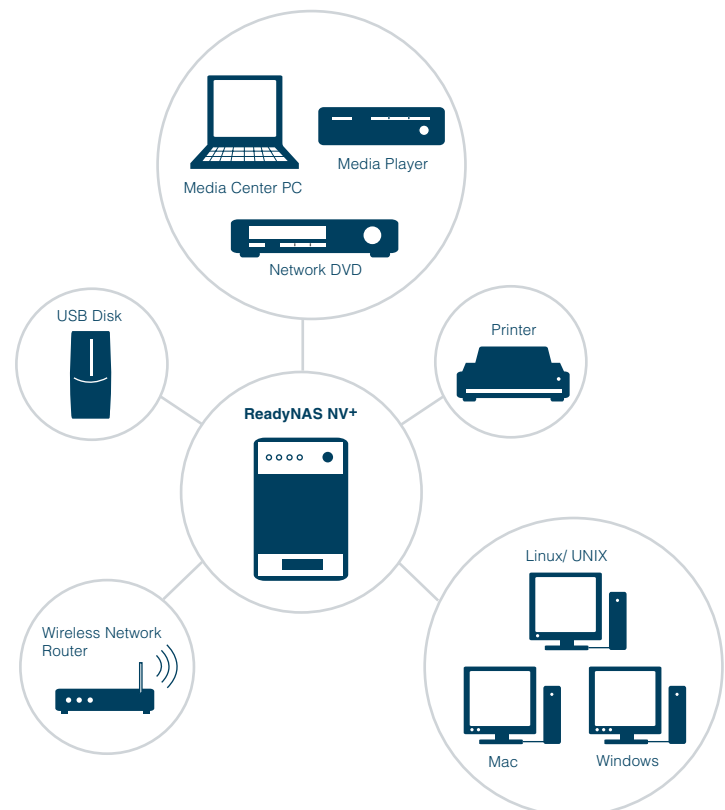 Media Center PC
Media Player
Network DVD
USB Disk
Printer
ReadyNAS NV+
Linux/ UNIX
Wireless Network
Router
Mac
Windows